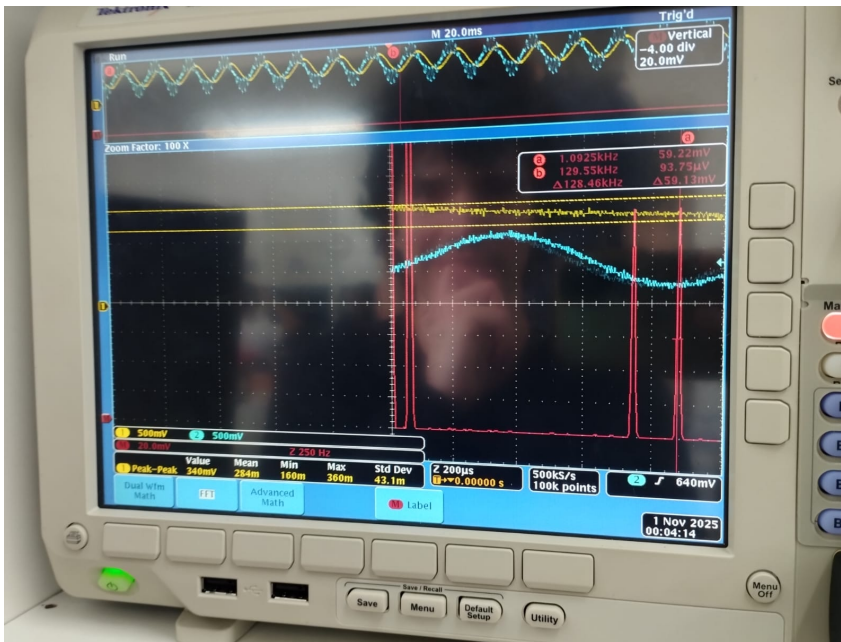 Tektronix
Run
M 20.0ms
Trig'd
Vertical
-4.00 div
20.0mV
Zoom Factor: 100 X
a 1.0925kHz 59.22mV
b 129.55kHz 93.75µV
Δ128.46kHz Δ59.13mV
1 500mV 2 500mV
20.0mV Z 250 Hz
Value Mean Min Max Std Dev
1 Peak-Peak 340mV 284m 160m 360m 43.1m
Z 200µs
T→▼0.00000 s
500kS/s
100k points
2 640mV
Dual Wfm
Math
FFT
Advanced
Math
M Label
1 Nov 2025
00:04:14
Save / Recall
Save
Menu
Default
Setup
Utility
Menu
Off